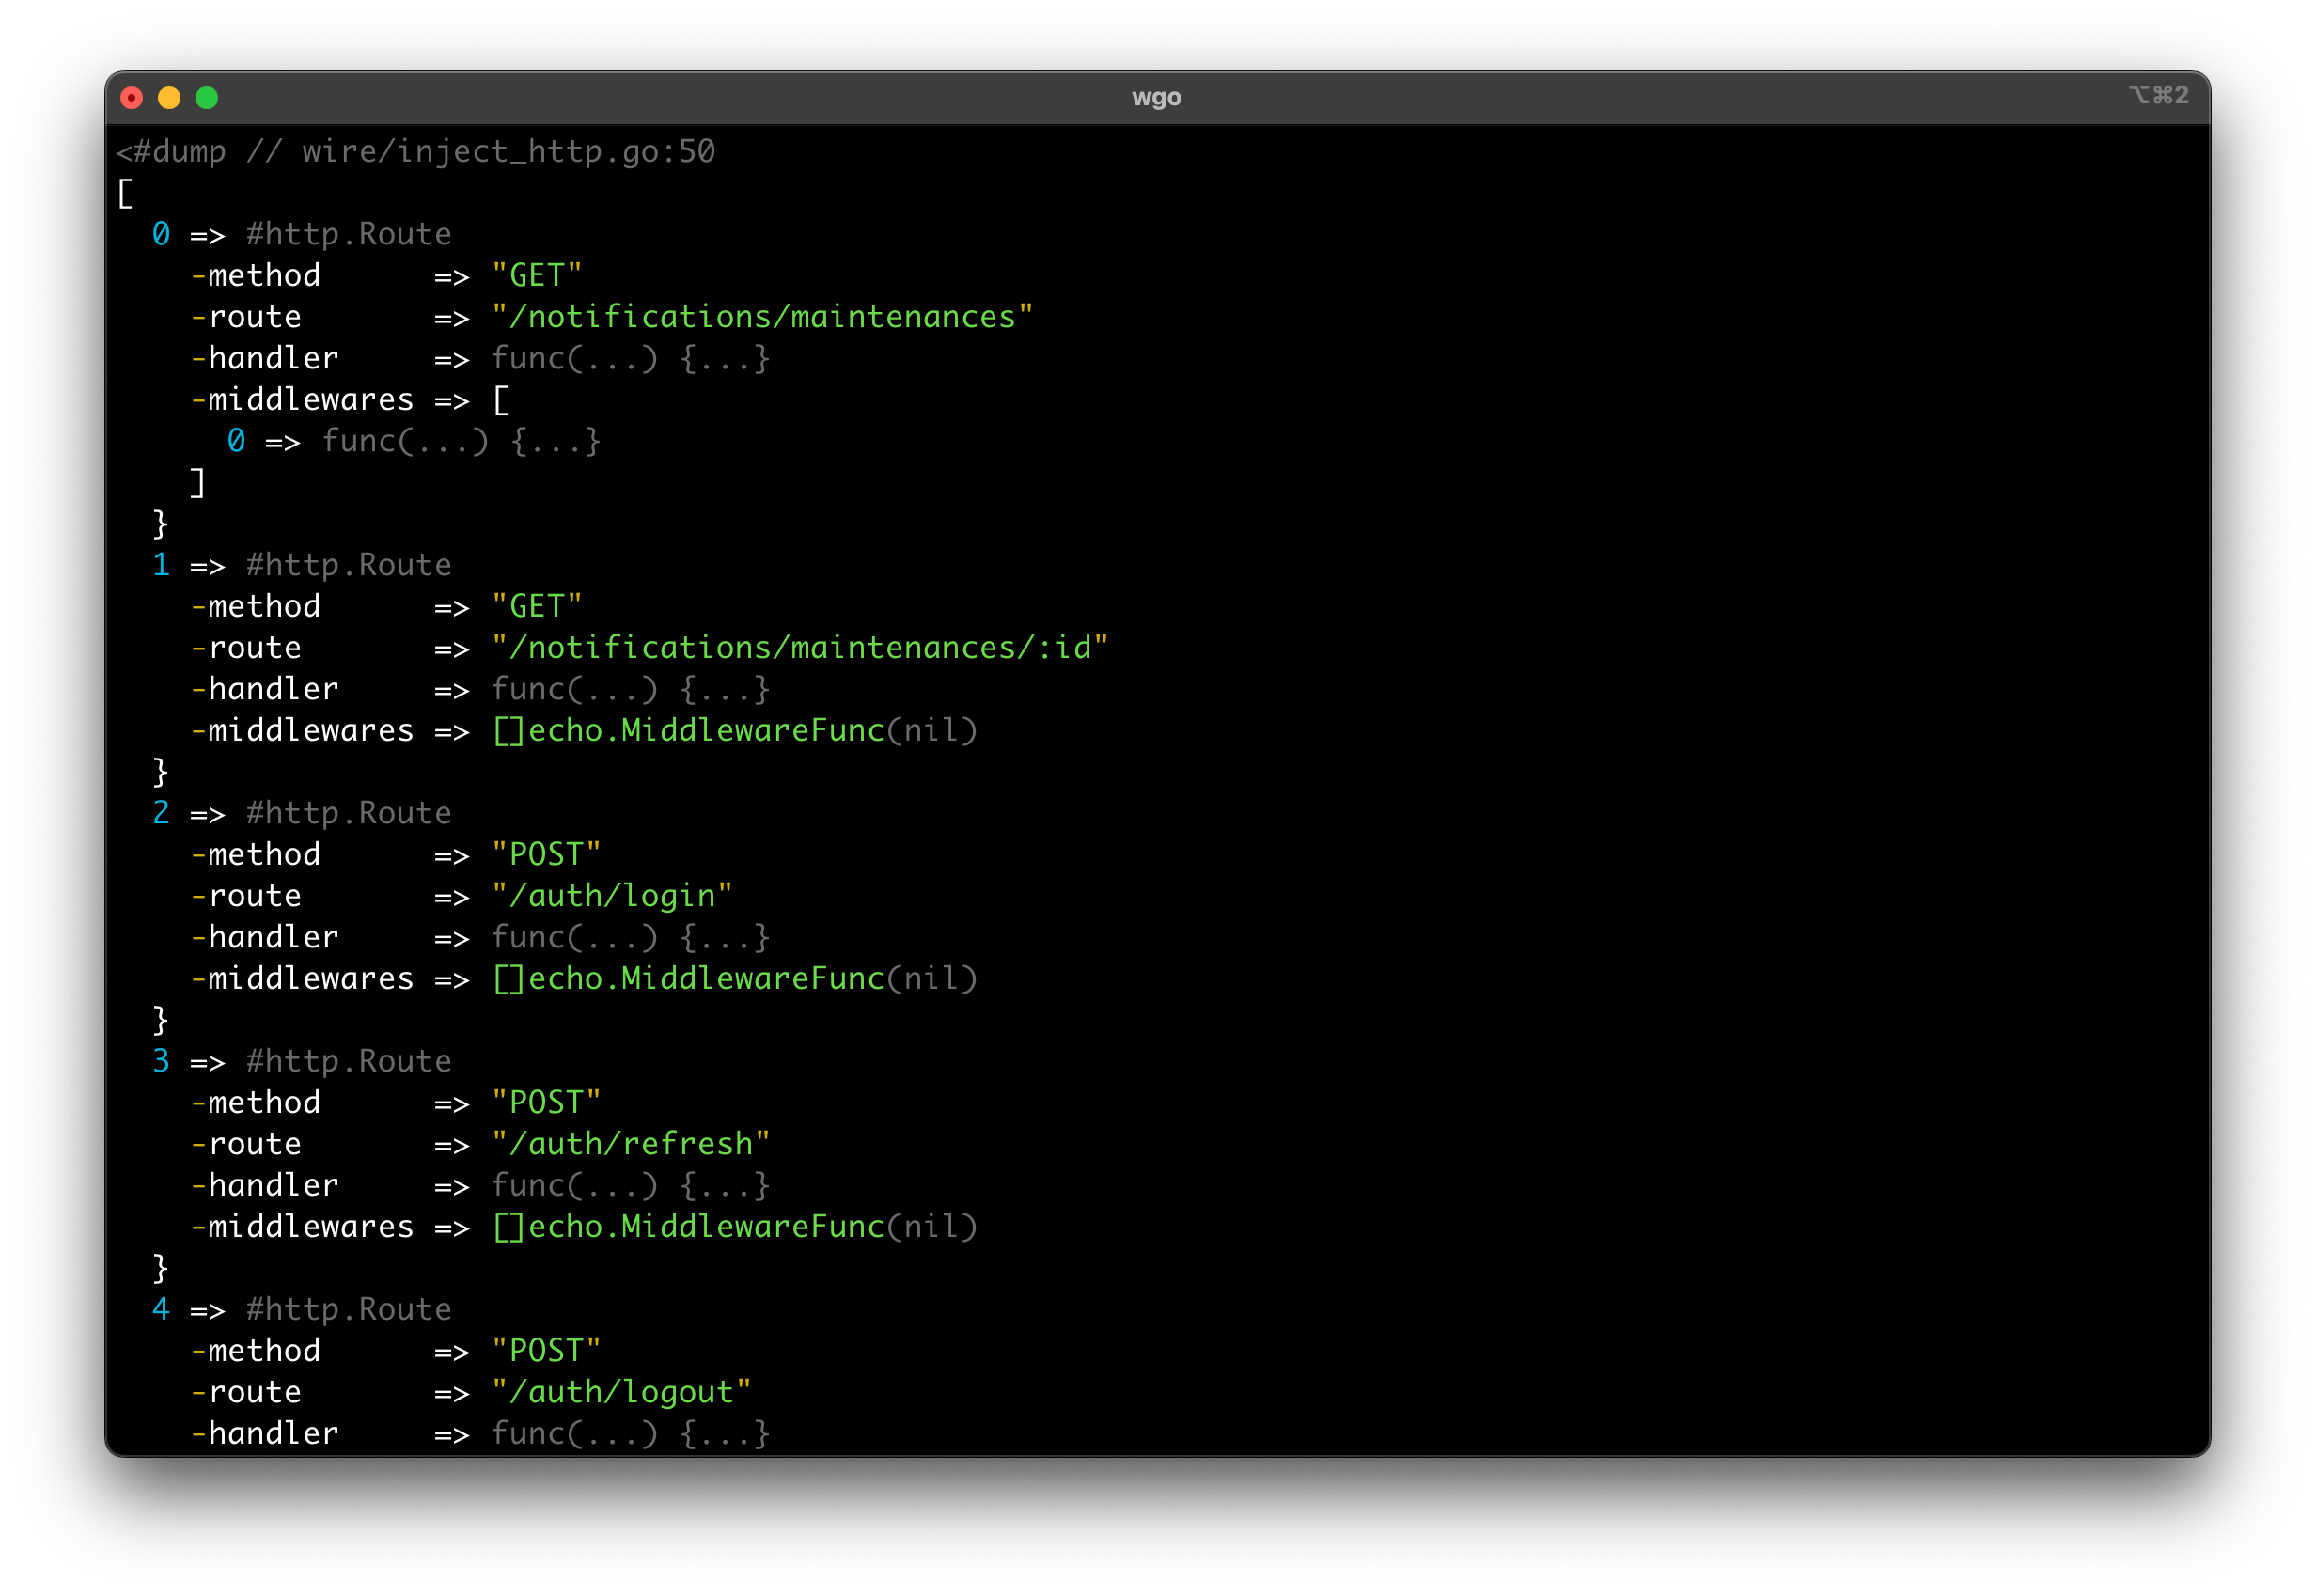 wgo
⌥⌘2
<#dump // wire/inject_http.go:50
[
  0 => #http.Route
    -method      => "GET"
    -route       => "/notifications/maintenances"
    -handler     => func(...) {...}
    -middlewares => [
      0 => func(...) {...}
    ]
  }
  1 => #http.Route
    -method      => "GET"
    -route       => "/notifications/maintenances/:id"
    -handler     => func(...) {...}
    -middlewares => []echo.MiddlewareFunc(nil)
  }
  2 => #http.Route
    -method      => "POST"
    -route       => "/auth/login"
    -handler     => func(...) {...}
    -middlewares => []echo.MiddlewareFunc(nil)
  }
  3 => #http.Route
    -method      => "POST"
    -route       => "/auth/refresh"
    -handler     => func(...) {...}
    -middlewares => []echo.MiddlewareFunc(nil)
  }
  4 => #http.Route
    -method      => "POST"
    -route       => "/auth/logout"
    -handler     => func(...) {...}